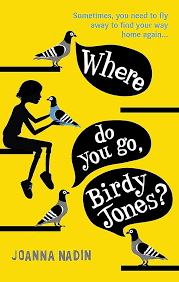 Sometimes, you need to fly
away to find your way
home again...
Where
do you go,
Birdy
Jones?
JOANNA NADIN